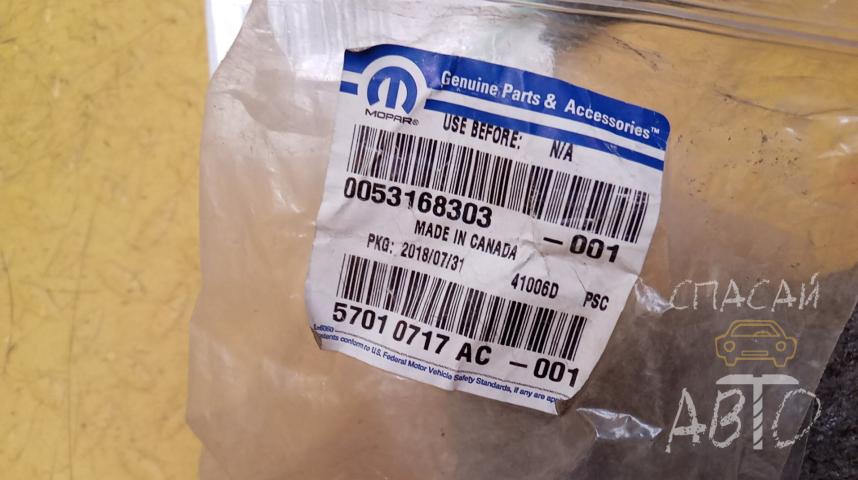 Genuine Parts & Accessories™
MOPAR®
USE BEFORE: N/A
0053168303 -001
MADE IN CANADA
PKG: 2018/07/31
41006D PSC
5701 0717 AC -001
conform to U.S. Federal Motor Vehicle Safety Standards, if any are
СПАСАЙ
АВТО